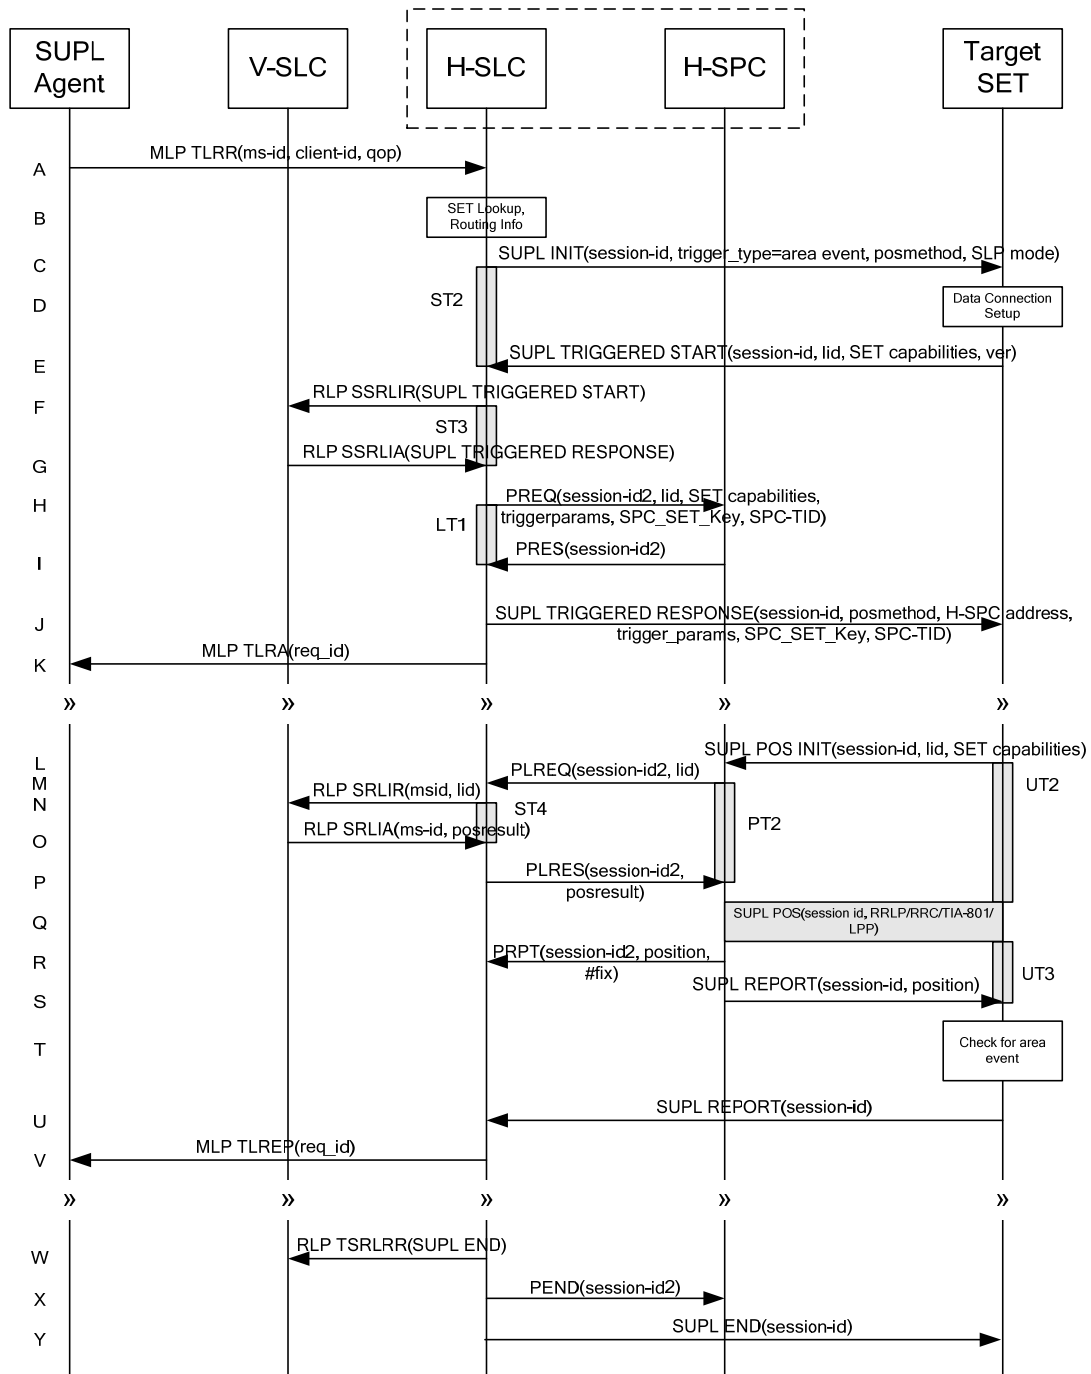 SUPL
Agent
V-SLC
H-SLC
H-SPC
Target
SET
A
MLP TLRR(ms-id, client-id, qop)
B
SET Lookup,
Routing Info
C
SUPL INIT(session-id, trigger_type=area event, posmethod, SLP mode)
ST2
D
Data Connection
Setup
E
SUPL TRIGGERED START(session-id, lid, SET capabilities, ver)
F
RLP SSRLIR(SUPL TRIGGERED START)
ST3
G
RLP SSRLIA(SUPL TRIGGERED RESPONSE)
H
PREQ(session-id2, lid, SET capabilities,
triggerparams, SPC_SET_Key, SPC-TID)
LT1
I
PRES(session-id2)
J
SUPL TRIGGERED RESPONSE(session-id, posmethod, H-SPC address,
trigger_params, SPC_SET_Key, SPC-TID)
K
MLP TLRA(req_id)
»
»
»
»
»
L
SUPL POS INIT(session-id, lid, SET capabilities)
M
PLREQ(session-id2, lid)
UT2
N
RLP SRLIR(msid, lid)
ST4
PT2
O
RLP SRLIA(ms-id, posresult)
P
PLRES(session-id2,
posresult)
Q
SUPL POS(session id, RRLP/RRC/TIA-801/
LPP)
R
PRPT(session-id2, position,
#fix)
UT3
S
SUPL REPORT(session-id, position)
T
Check for area
event
U
SUPL REPORT(session-id)
V
MLP TLREP(req_id)
»
»
»
»
»
W
RLP TSRLRR(SUPL END)
X
PEND(session-id2)
Y
SUPL END(session-id)